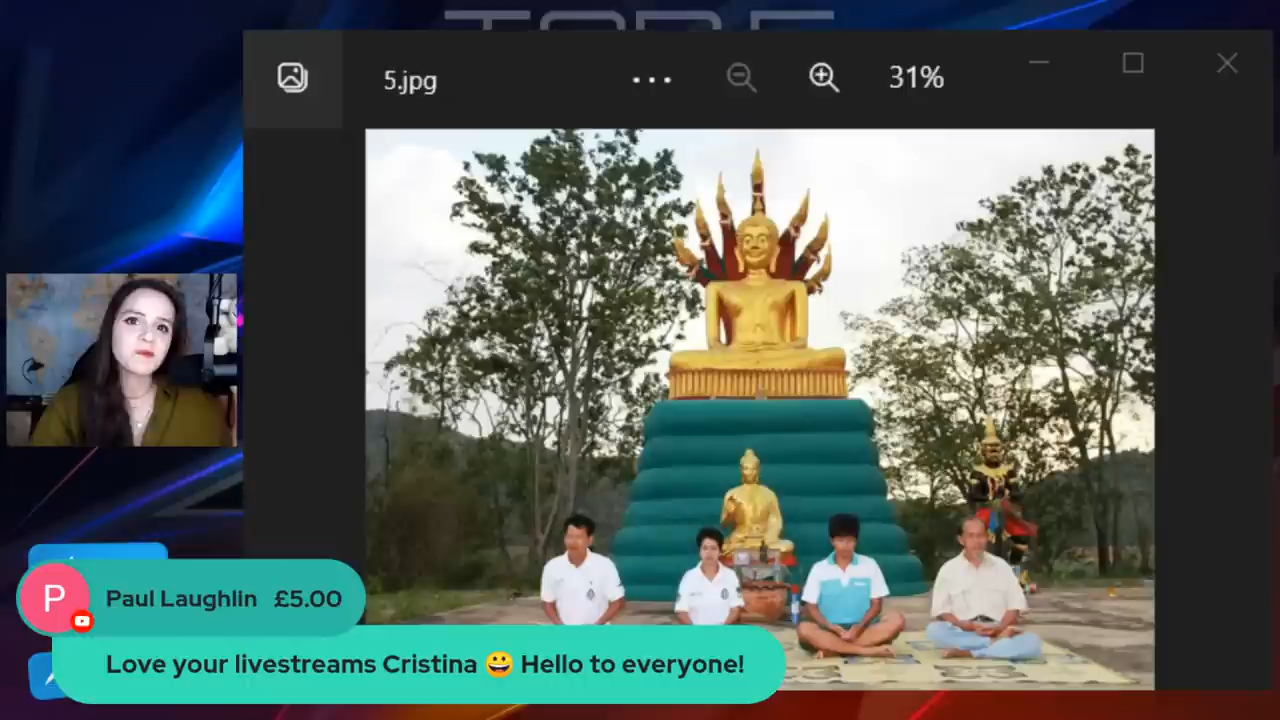 5.jpg
31%
P
Paul Laughlin £5.00
Love your livestreams Cristina 😀 Hello to everyone!